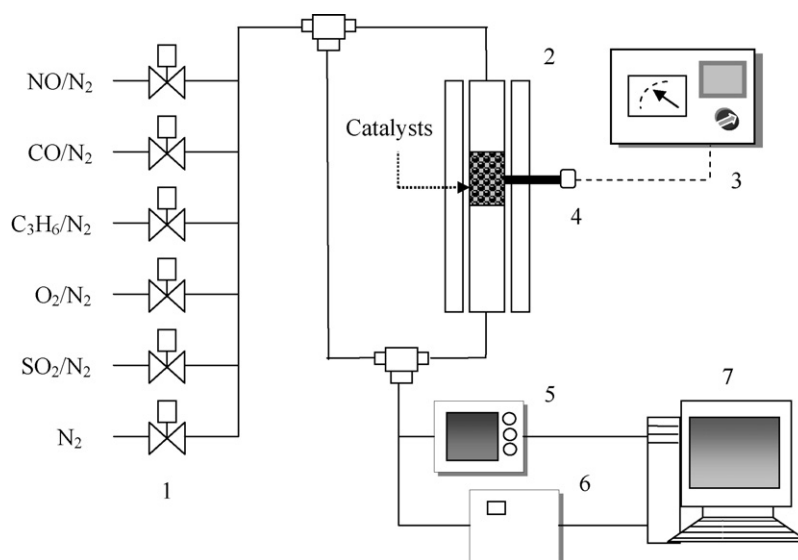 NO/N₂
CO/N₂
C₃H₆/N₂
O₂/N₂
SO₂/N₂
N₂
1
Catalysts
2
3
4
5
6
7